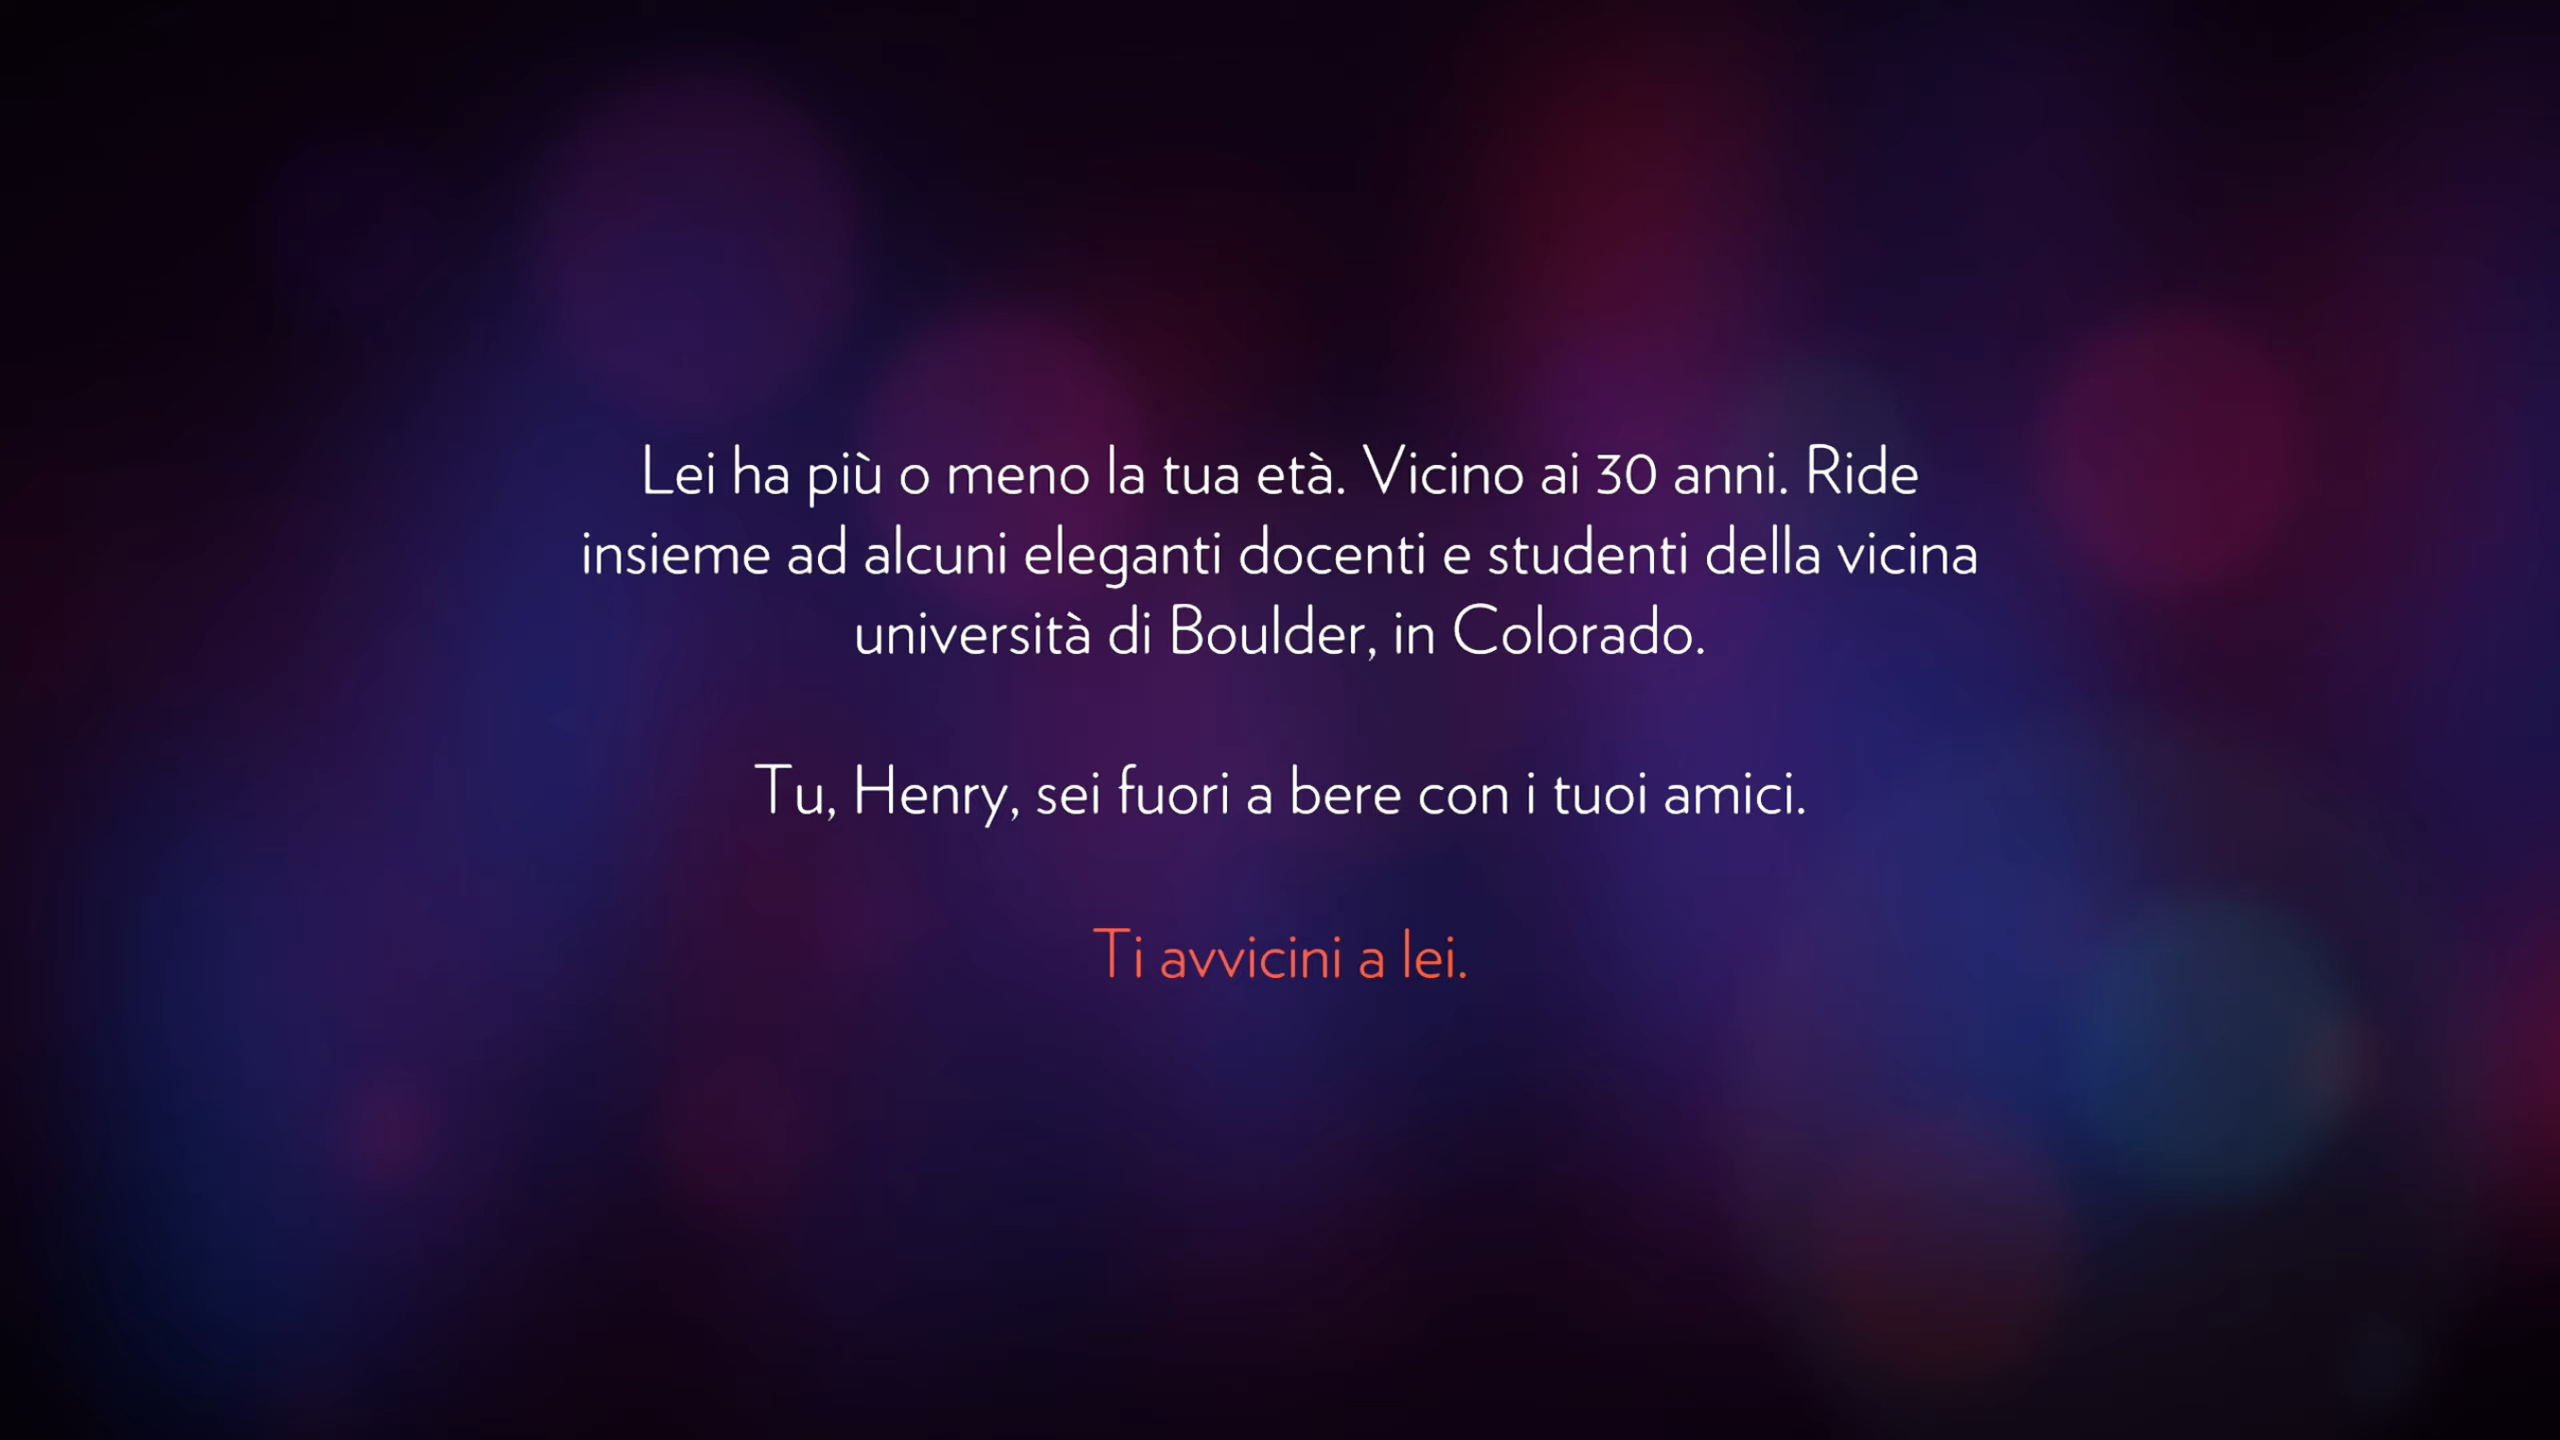 Lei ha più o meno la tua età. Vicino ai 30 anni. Ride
insieme ad alcuni eleganti docenti e studenti della vicina
università di Boulder, in Colorado.
Tu, Henry, sei fuori a bere con i tuoi amici.
Ti avvicini a lei.